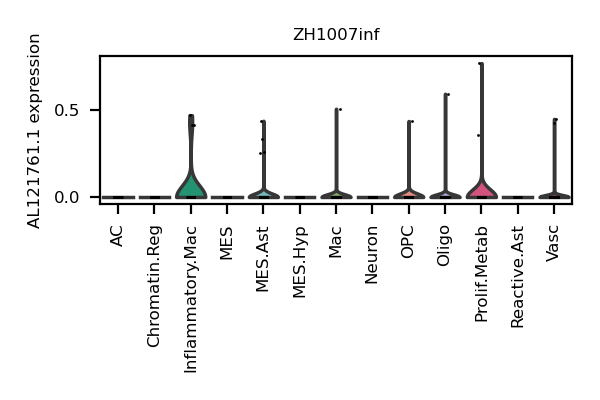 ZH1007inf
AL121761.1 expression
0.5
0.0
AC
Chromatin.Reg
Inflammatory.Mac
MES
MES.Ast
MES.Hyp
Mac
Neuron
OPC
Oligo
Prolif.Metab
Reactive.Ast
Vasc